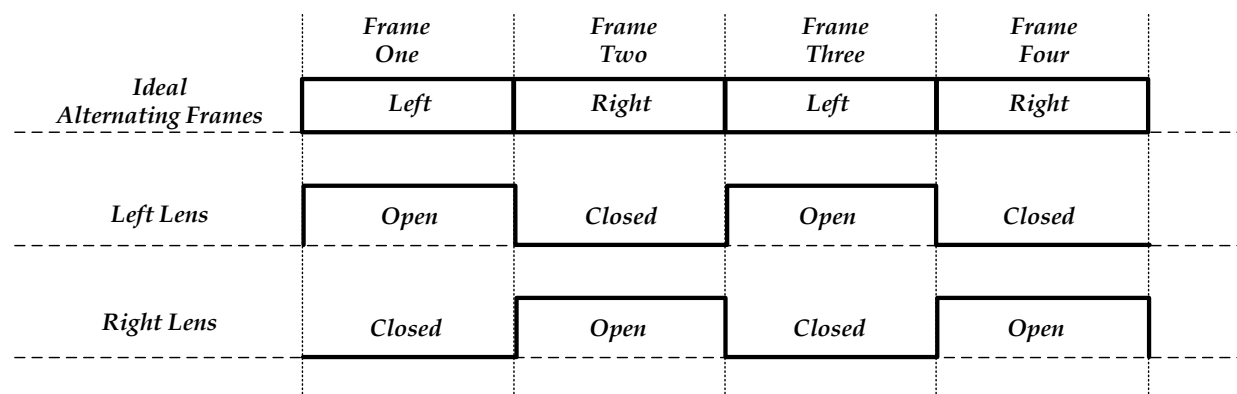 Frame One
Frame Two
Frame Three
Frame Four
Ideal
Alternating Frames
Left
Right
Left
Right
Left Lens
Open
Closed
Open
Closed
Right Lens
Closed
Open
Closed
Open